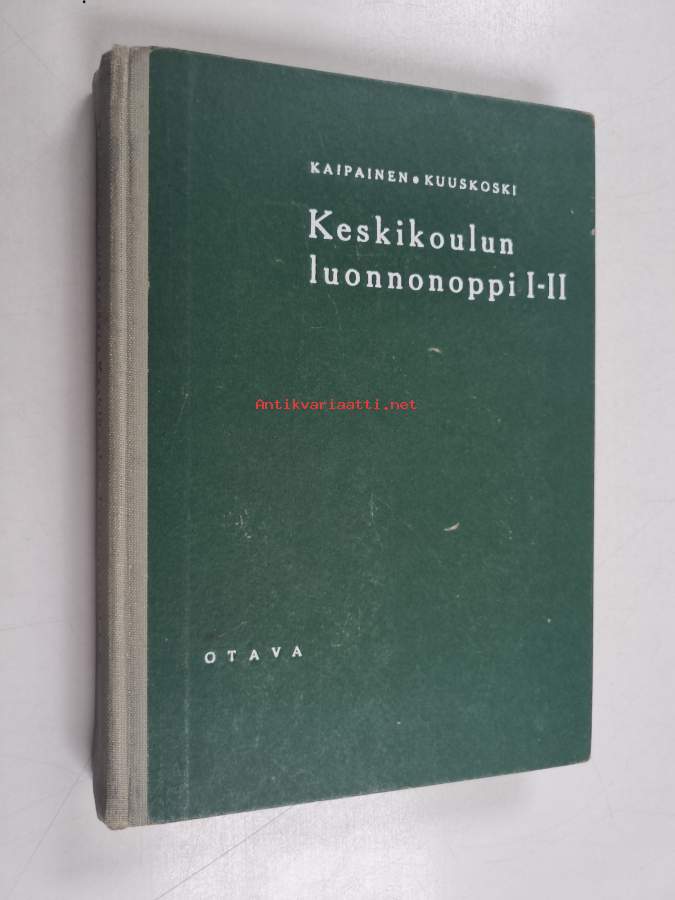 KAIPAINEN • KUUSKOSKI
Keskikoulun
luonnonoppi I-II
Antikvariaatti.net
OTAVA